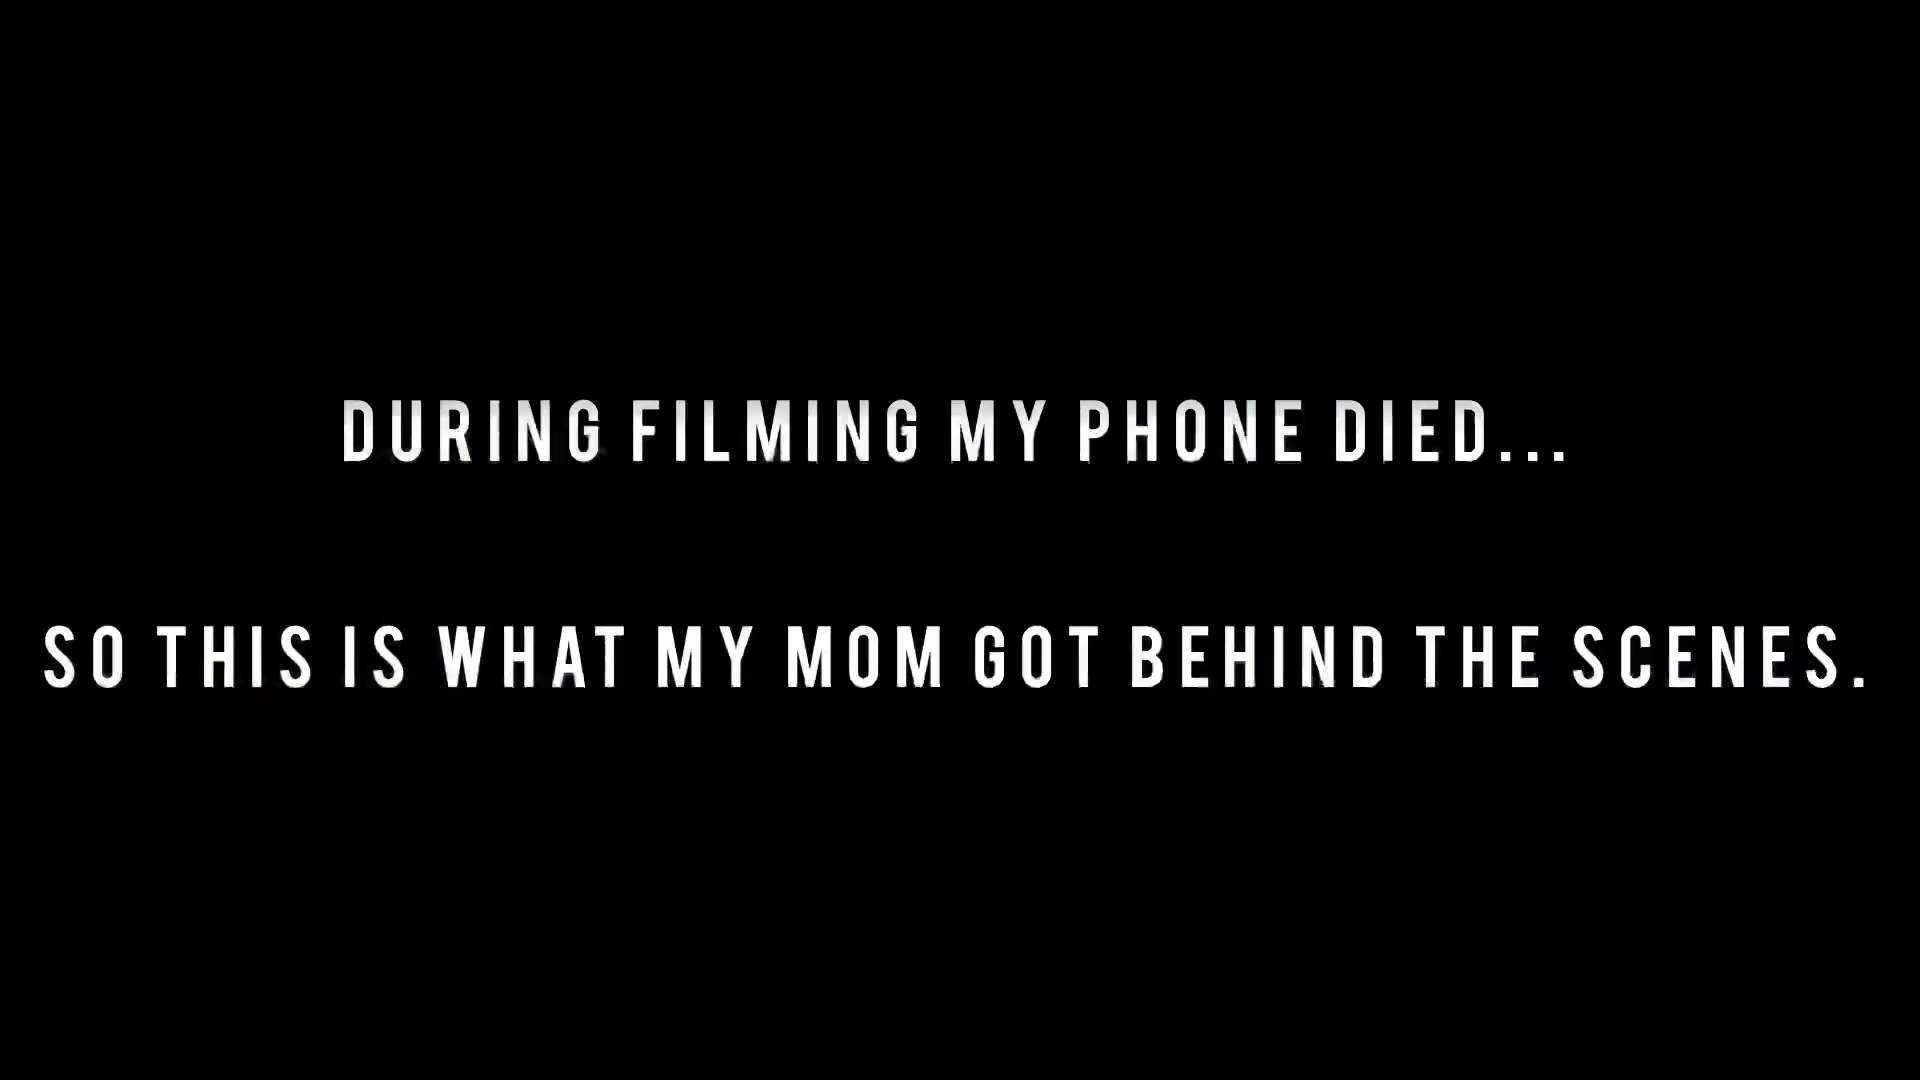 DURING FILMING MY PHONE DIED...
SO THIS IS WHAT MY MOM GOT BEHIND THE SCENES.